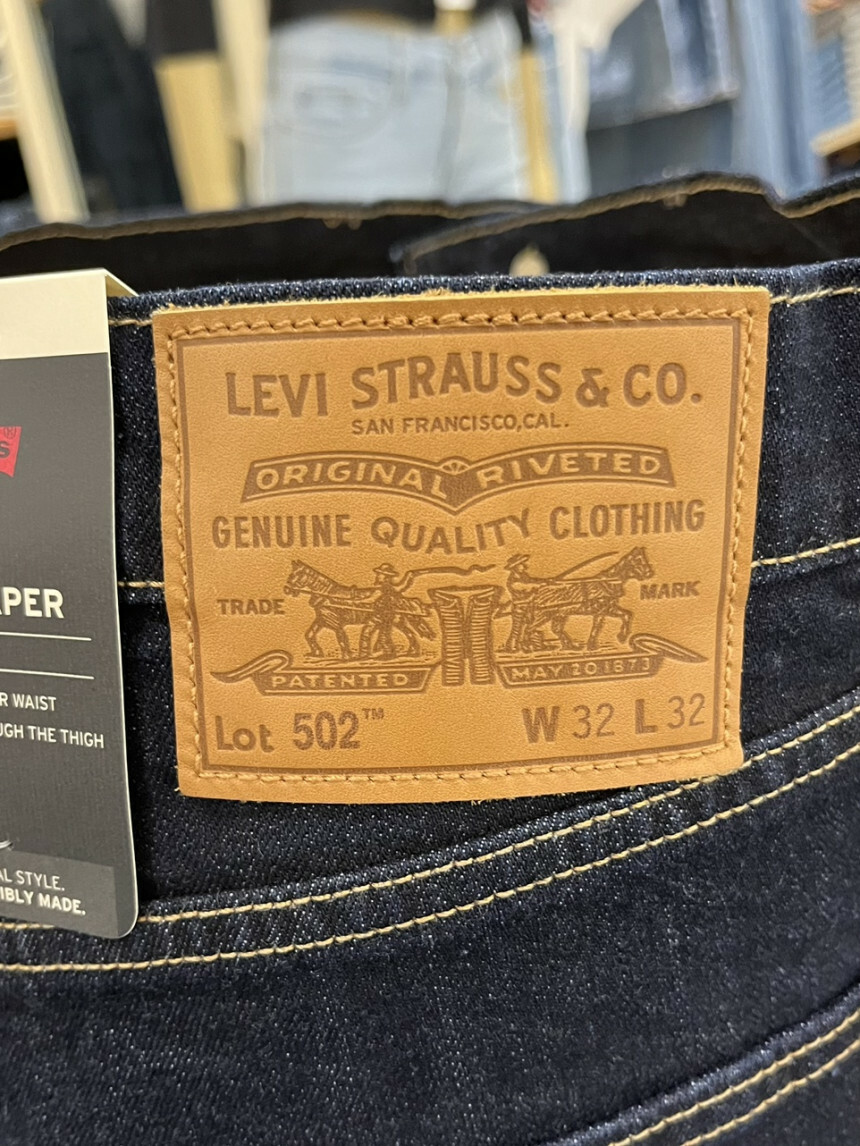 LEVI STRAUSS & CO.
SAN FRANCISCO, CAL.
ORIGINAL RIVETED
GENUINE QUALITY CLOTHING
TRADE MARK
PATENTED MAY 20 1873
Lot 502™ W 32 L 32
R WAIST
UGH THE THIGH
AL STYLE.
IBLY MADE.